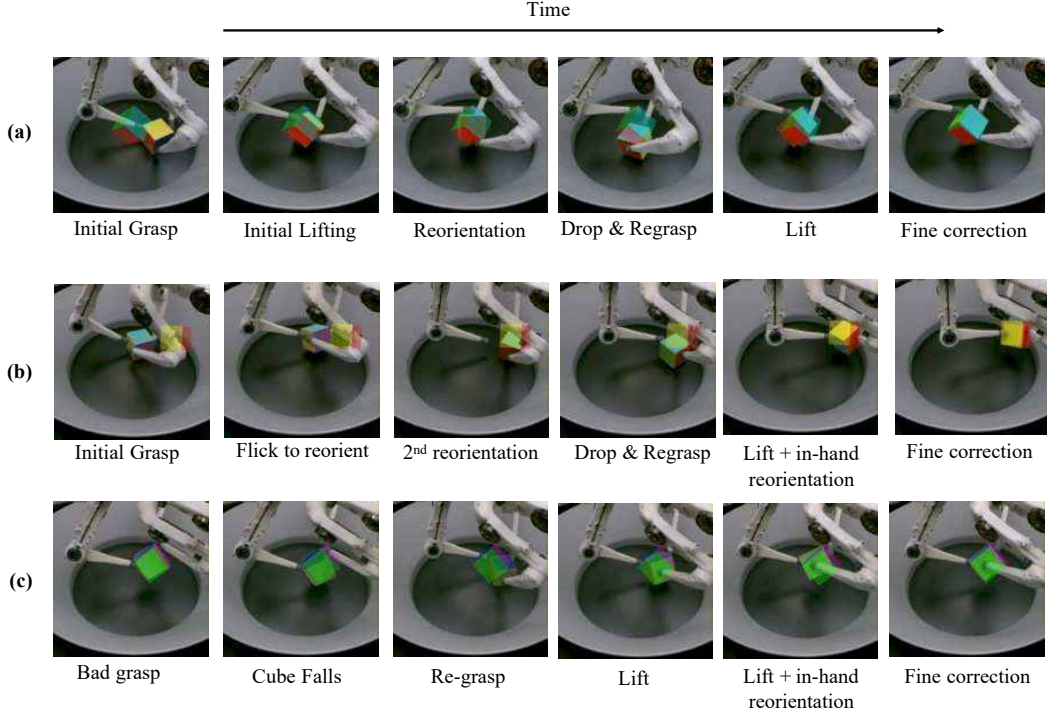 Time
(a)
Initial Grasp
Initial Lifting
Reorientation
Drop & Regrasp
Lift
Fine correction
(b)
Initial Grasp
Flick to reorient
2nd reorientation
Drop & Regrasp
Lift + in-hand
reorientation
Fine correction
(c)
Bad grasp
Cube Falls
Re-grasp
Lift
Lift + in-hand
reorientation
Fine correction